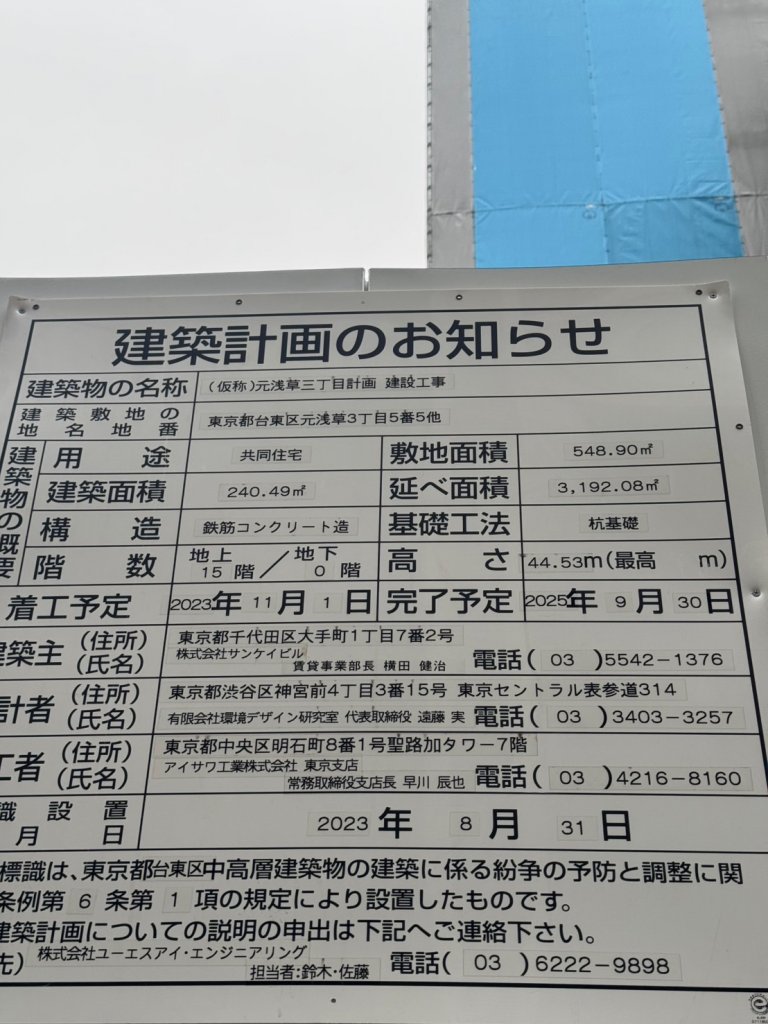 建築計画のお知らせ
建築物の名称 (仮称)元浅草三丁目計画 建設工事
建築敷地の地名地番 東京都台東区元浅草3丁目5番5他
建築物の概要
用途 共同住宅 敷地面積 548.90㎡
建築面積 240.49㎡ 延べ面積 3,192.08㎡
構造 鉄筋コンクリート造 基礎工法 杭基礎
階数 地上15階／地下0階 高さ 44.53m(最高 m)
着工予定 2023年11月1日 完了予定 2025年9月30日
築主 (住所) 東京都千代田区大手町1丁目7番2号
(氏名) 株式会社サンケイビル
賃貸事業部長 横田 健治 電話(03)5542-1376
計者 (住所) 東京都渋谷区神宮前4丁目3番15号 東京セントラル表参道314
(氏名) 有限会社環境デザイン研究室 代表取締役 遠藤 実 電話(03)3403-3257
工者 (住所) 東京都中央区明石町8番1号聖路加タワー7階
(氏名) アイサワ工業株式会社 東京支店
常務取締役支店長 早川 辰也 電話(03)4216-8160
識設置
月日 2023年8月31日
標識は、東京都台東区中高層建築物の建築に係る紛争の予防と調整に関
条例第6条第1項の規定により設置したものです。
建築計画についての説明の申出は下記へご連絡下さい。
先) 株式会社ユーエスアイ・エンジニアリング
担当者:鈴木・佐藤 電話(03)6222-9898